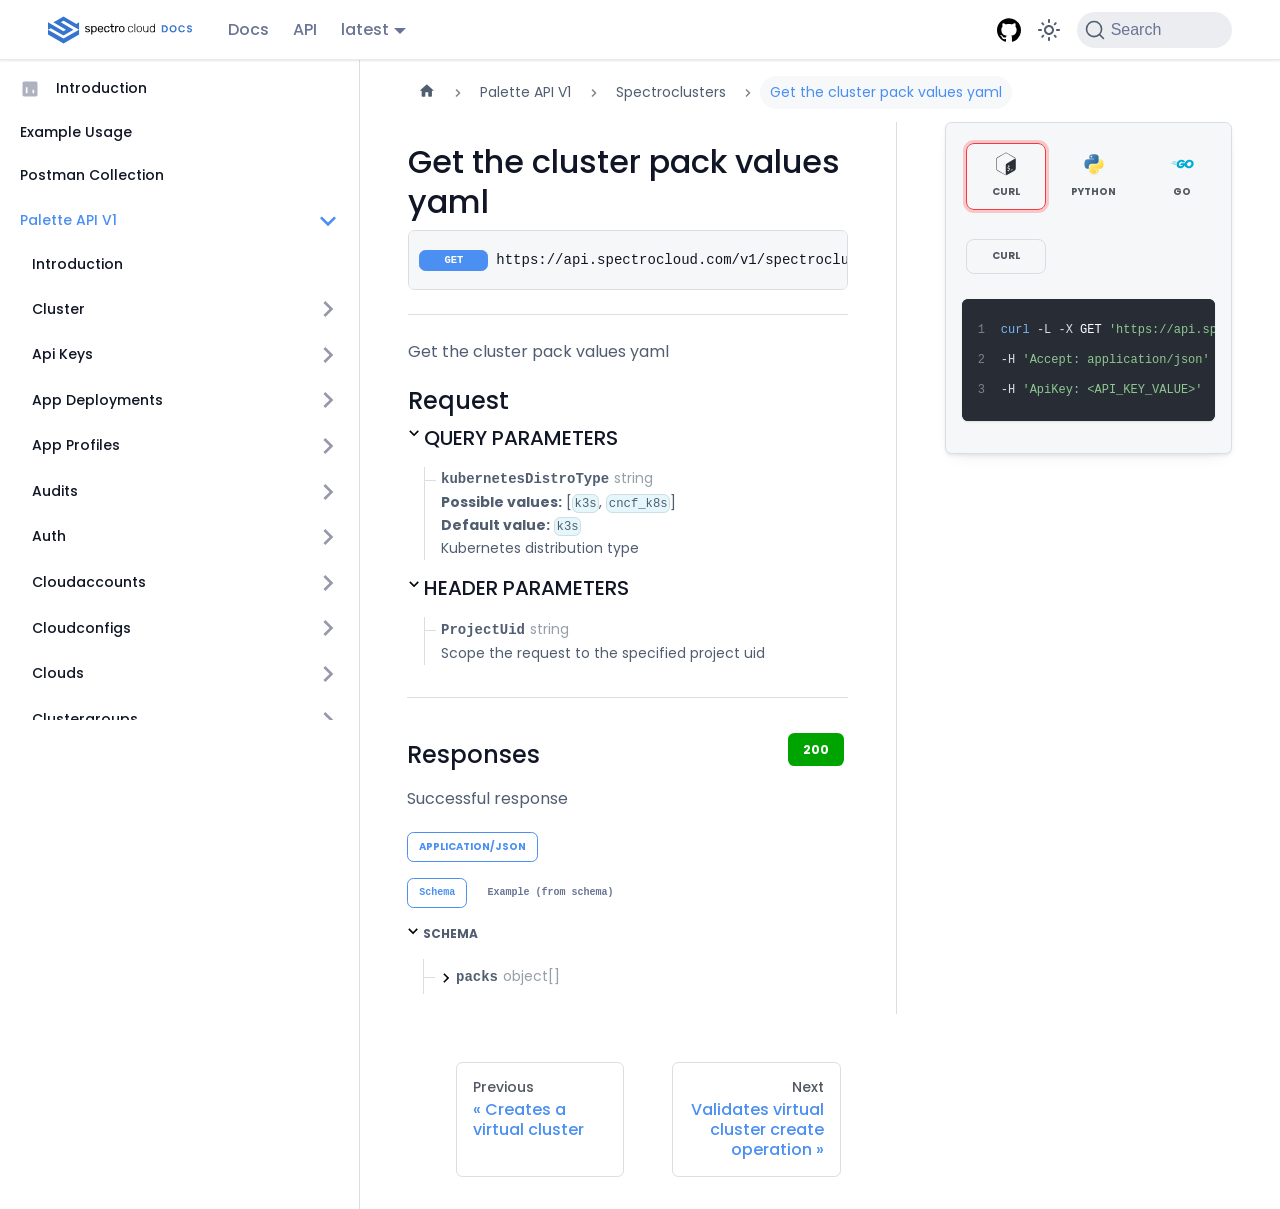 spectro cloud DOCS Docs API latest Search
Introduction
Example Usage
Postman Collection
Palette API V1
Introduction
Cluster
Api Keys
App Deployments
App Profiles
Audits
Auth
Cloudaccounts
Cloudconfigs
Clouds
Clustergroups
Palette API V1 Spectroclusters Get the cluster pack values yaml
Get the cluster pack values
yaml
GET https://api.spectrocloud.com/v1/spectroclu
Get the cluster pack values yaml
Request
QUERY PARAMETERS
kubernetesDistroType string
Possible values: [k3s, cncf_k8s]
Default value: k3s
Kubernetes distribution type
HEADER PARAMETERS
ProjectUid string
Scope the request to the specified project uid
Responses 200
Successful response
APPLICATION/JSON
Schema Example (from schema)
SCHEMA
packs object[]
Previous
« Creates a
virtual cluster
Next
Validates virtual
cluster create
operation »
CURL PYTHON GO
CURL
1 curl -L -X GET 'https://api.sp
2 -H 'Accept: application/json'
3 -H 'ApiKey: <API_KEY_VALUE>'